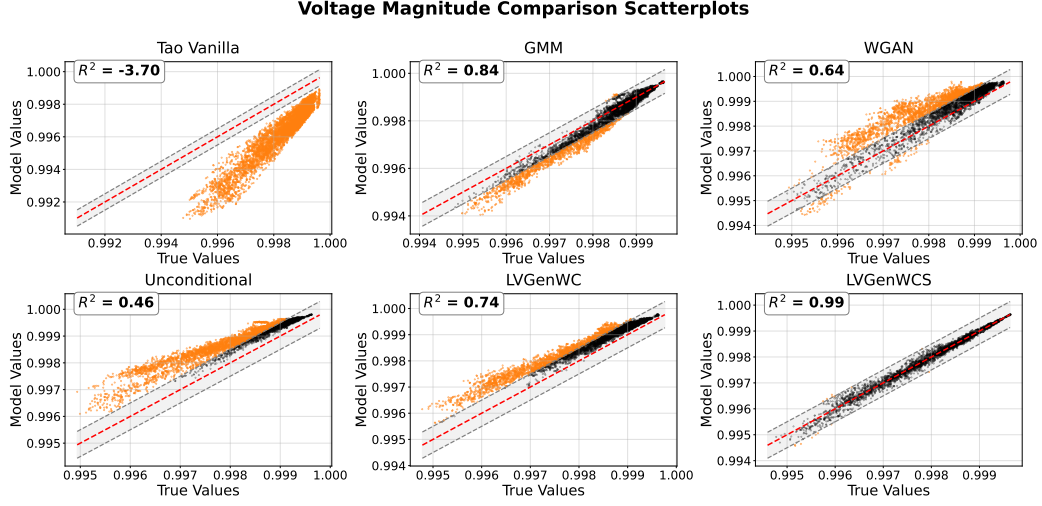 Voltage Magnitude Comparison Scatterplots
Tao Vanilla
R² = -3.70
1.000
0.998
0.996
0.994
0.992
Model Values
0.992 0.994 0.996 0.998 1.000
True Values
GMM
R² = 0.84
1.000
0.998
0.996
0.994
Model Values
0.994 0.995 0.996 0.997 0.998 0.999
True Values
WGAN
R² = 0.64
1.000
0.999
0.998
0.997
0.996
0.995
0.994
Model Values
0.995 0.996 0.997 0.998 0.999 1.000
True Values
Unconditional
R² = 0.46
1.000
0.999
0.998
0.997
0.996
0.995
Model Values
0.995 0.996 0.997 0.998 0.999 1.000
True Values
LVGenWC
R² = 0.74
1.000
0.999
0.998
0.997
0.996
0.995
0.994
Model Values
0.995 0.996 0.997 0.998 0.999 1.000
True Values
LVGenWCS
R² = 0.99
1.000
0.999
0.998
0.997
0.996
0.995
0.994
Model Values
0.995 0.996 0.997 0.998 0.999
True Values